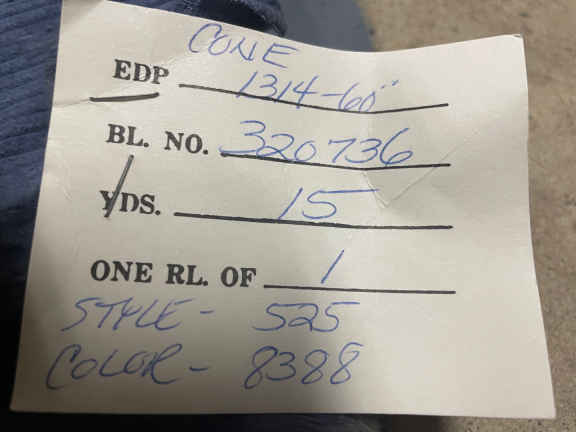 CONE
EDP 1314-60"
BL. NO. 320736
YDS. 15
ONE RL. OF 1
STYLE - 525
COLOR - 8388